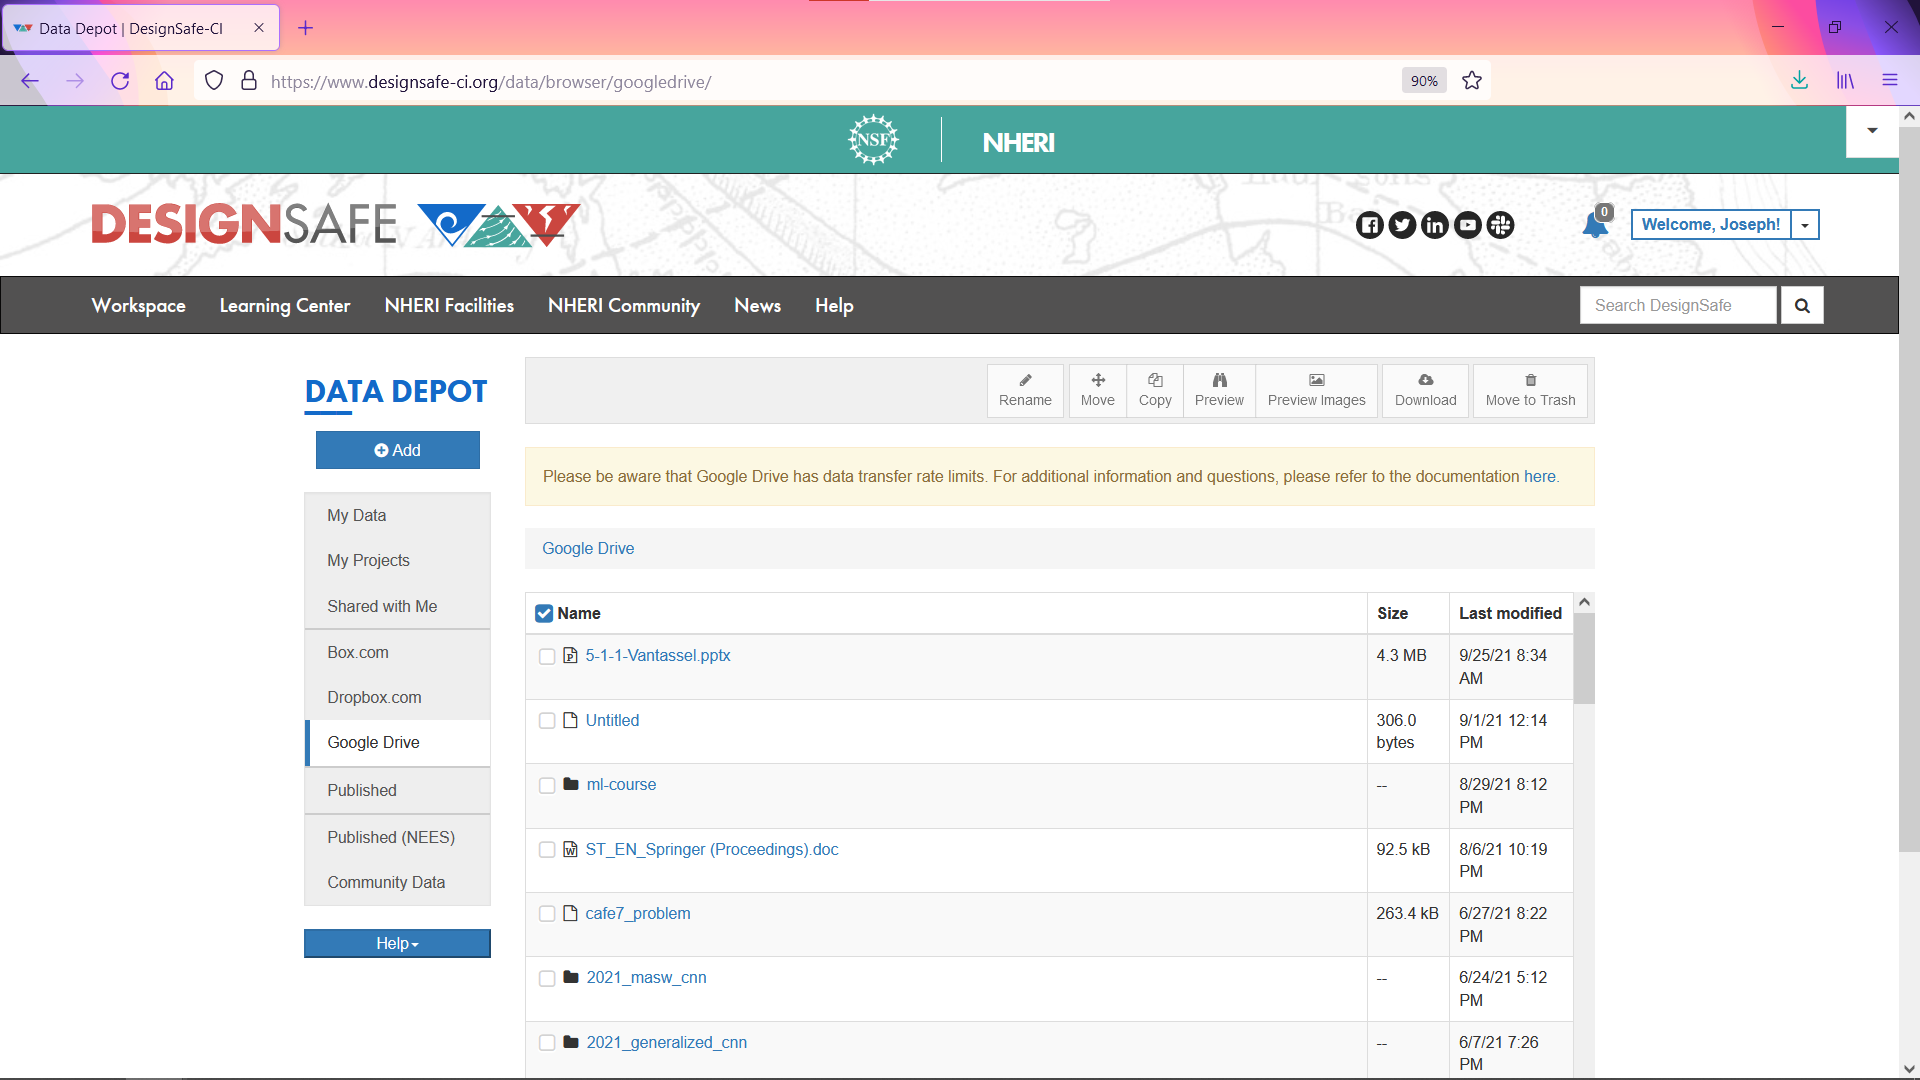 Data Depot | DesignSafe-CI
https://www.designsafe-ci.org/data/browser/googledrive/
90%
NSF
NHERI
DESIGNSAFE
0
Welcome, Joseph!
Workspace
Learning Center
NHERI Facilities
NHERI Community
News
Help
Search DesignSafe
DATA DEPOT
Add
My Data
My Projects
Shared with Me
Box.com
Dropbox.com
Google Drive
Published
Published (NEES)
Community Data
Help
Rename
Move
Copy
Preview
Preview Images
Download
Move to Trash
Please be aware that Google Drive has data transfer rate limits. For additional information and questions, please refer to the documentation here.
Google Drive
Name Size Last modified
5-1-1-Vantassel.pptx 4.3 MB 9/25/21 8:34
AM
Untitled 306.0 9/1/21 12:14
bytes PM
ml-course -- 8/29/21 8:12
PM
ST_EN_Springer (Proceedings).doc 92.5 kB 8/6/21 10:19
PM
cafe7_problem 263.4 kB 6/27/21 8:22
PM
2021_masw_cnn -- 6/24/21 5:12
PM
2021_generalized_cnn -- 6/7/21 7:26
PM